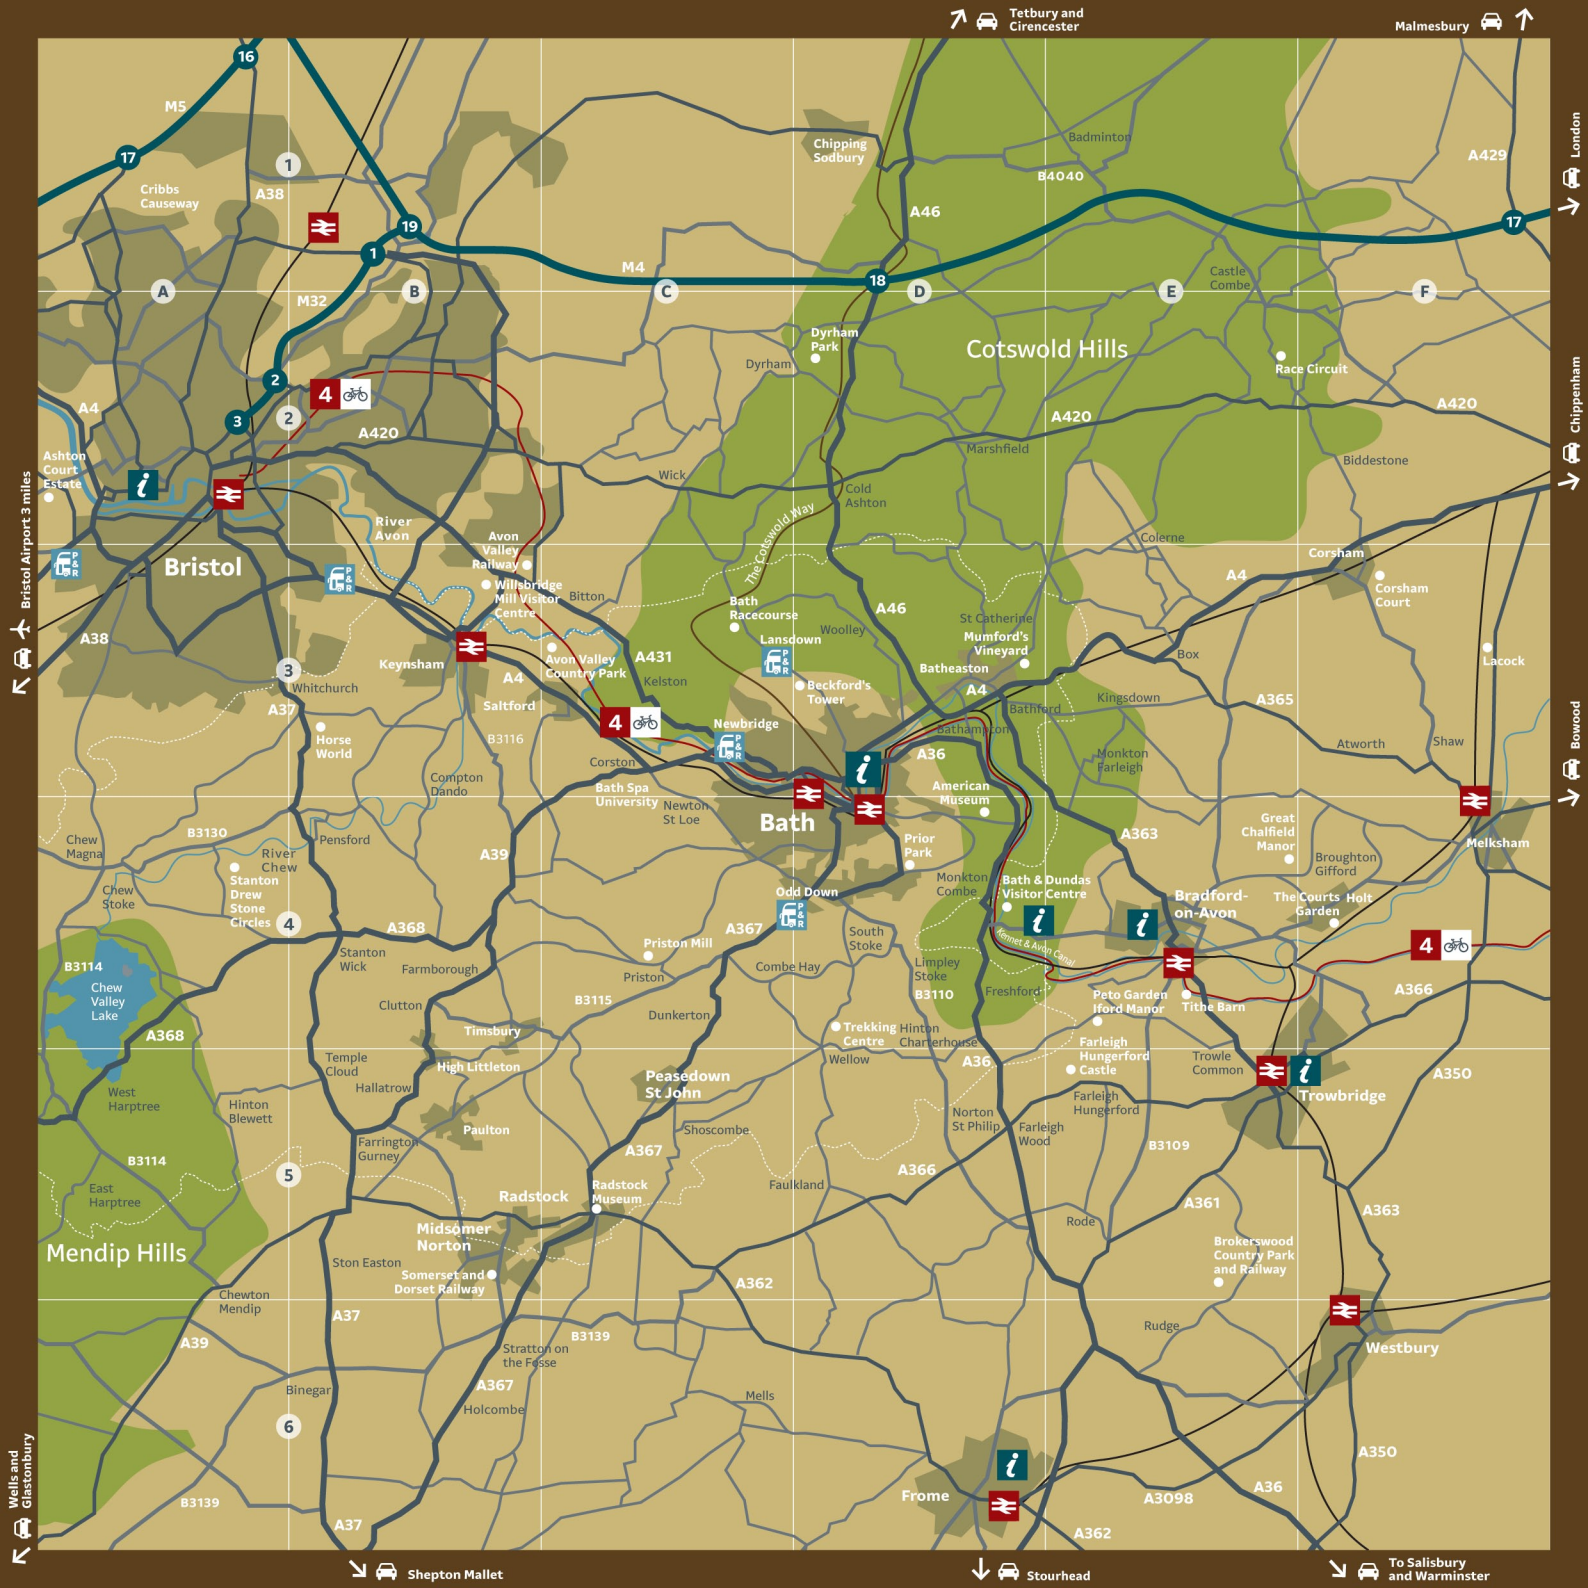 Tetbury and
Cirencester
Malmesbury
16
M5
17
Cribbs
Causeway
1
A38
19
1
M32
A
B
C
D
E
F
M4
18
Chipping
Sodbury
Badminton
B4040
A46
A429
17
London
Castle
Combe
Dyrham
Park
Dyrham
Cotswold Hills
Race Circuit
2
3
4
2
A4
A420
A420
A420
Chippenham
Ashton
Court
Estate
i
Wick
Marshfield
Biddestone
Cold
Ashton
River
Avon
Bristol
P&R
P&R
Bristol Airport 3 miles
Avon
Valley
Railway
Willsbridge
Mill Visitor
Centre
Bitton
The Cotswold Way
Colerne
Corsham
A4
Corsham
Court
A38
Bath
Racecourse
Woolley
A46
St Catherine
Mumford's
Vineyard
Lansdown
P&R
Batheaston
Box
Lacock
Keynsham
3
Whitchurch
Avon Valley
Country Park
A431
Kelston
Beckford's
Tower
A4
A4
Saltford
A37
Horse
World
B3116
4
Newbridge
P&R
Bathford
Bathampton
Kingsdown
A365
Bowood
Atworth
Shaw
Corston
A36
i
Monkton
Farleigh
Compton
Dando
Bath Spa
University
Newton
St Loe
American
Museum
Bath
Great
Chalfield
Manor
Chew
Magna
B3130
Pensford
River
Chew
A39
Prior
Park
A363
Melksham
Broughton
Gifford
Chew
Stoke
Stanton
Drew
Stone
Circles
Odd Down
P&R
Monkton
Combe
Bath & Dundas
Visitor Centre
i
i
Bradford-
on-Avon
The Courts
Garden
Holt
4
A368
A367
South
Stoke
Kennet & Avon Canal
4
B3114
Chew
Valley
Lake
Stanton
Wick
Farmborough
Priston Mill
Priston
Combe Hay
Limpley
Stoke
B3110
Freshford
Peto Garden
Iford Manor
Tithe Barn
A366
Clutton
B3115
Dunkerton
Timsbury
A368
Trekking
Centre
Hinton
Charterhouse
Wellow
A36
Farleigh
Hungerford
Castle
Trowle
Common
i
Trowbridge
A350
Temple
Cloud
High Littleton
Hallatrow
Peasedown
St John
West
Harptree
Hinton
Blewett
Paulton
Shoscombe
Norton
St Philip
Farleigh
Hungerford
Farleigh
Wood
B3109
Farrington
Gurney
B3114
5
A367
A366
East
Harptree
Radstock
Radstock
Museum
Faulkland
A361
A363
Midsomer
Norton
Rode
Mendip Hills
Ston Easton
Somerset and
Dorset Railway
A362
Brokerswood
Country Park
and Railway
Chewton
Mendip
A37
A39
B3139
Rudge
Westbury
Stratton on
the Fosse
Binegar
A367
Holcombe
Mells
6
A350
i
Frome
A3098
A36
B3139
A37
A362
Wells and
Glastonbury
Shepton Mallet
Stourhead
To Salisbury
and Warminster